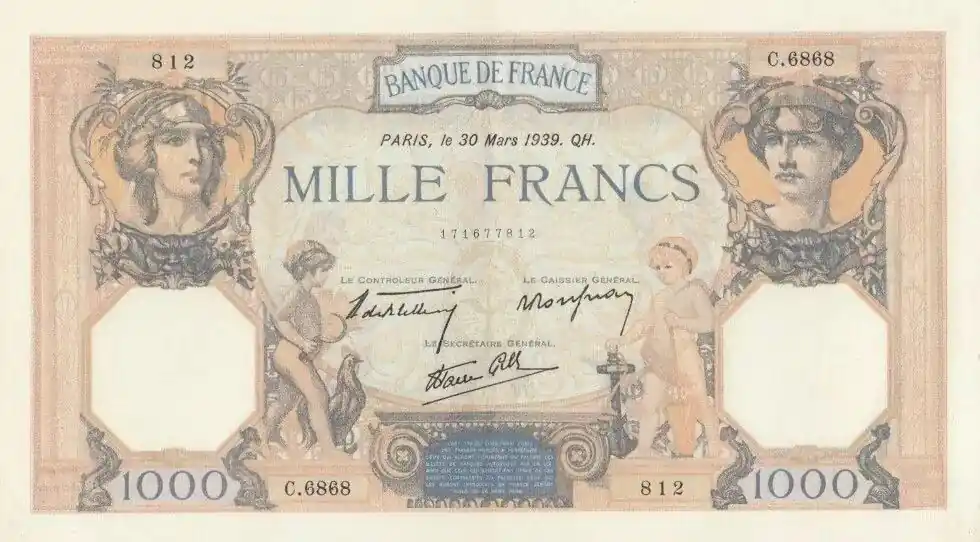 812
C.6868
BANQUE DE FRANCE
PARIS, le 30 Mars 1939. QH.
MILLE FRANCS
171677812
LE CONTROLEUR GÉNÉRAL.
LE CAISSIER GÉNÉRAL.
LE SECRÉTAIRE GÉNÉRAL.
1000
C.6868
812
1000